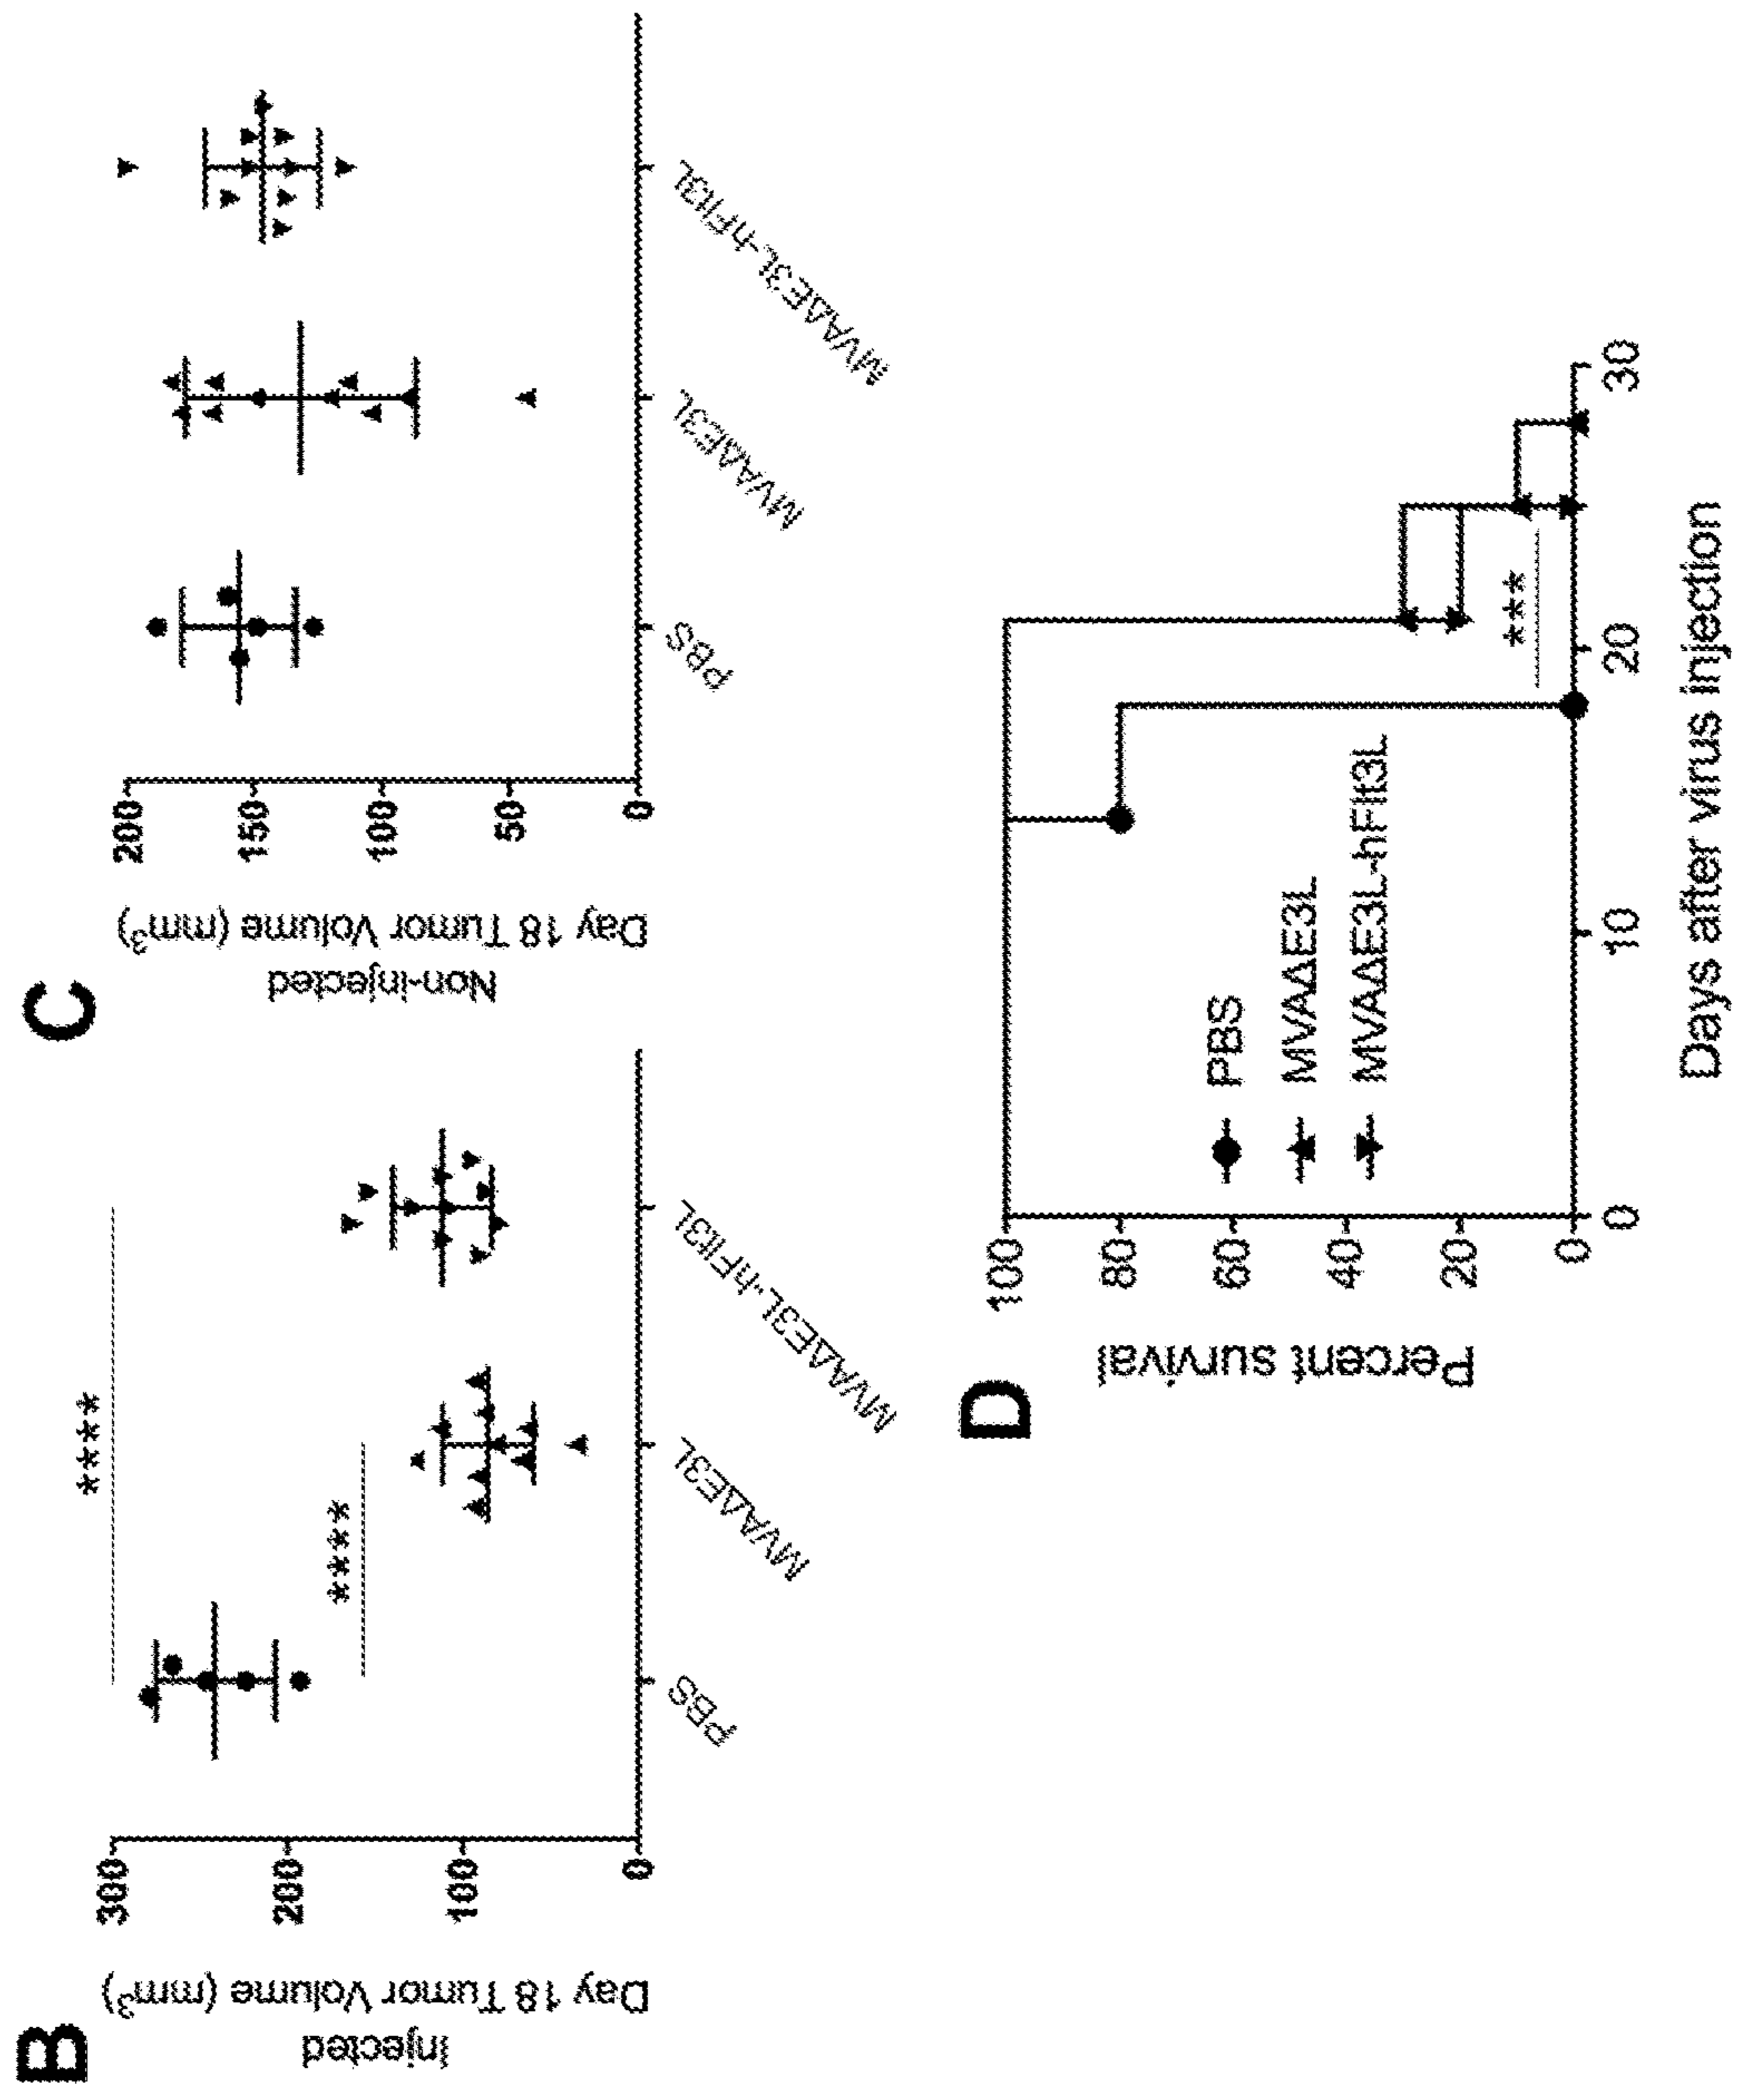 B
Injected
Day 18 Tumor Volume (mm³)
300
200
100
0
****
****
PBS
MVAΔE3L
MVAΔE3L-hFlt3L
C
Non-injected
Day 18 Tumor Volume (mm³)
200
150
100
50
0
PBS
MVAΔE3L
MVAΔE3L-hFlt3L
D
Percent survival
100
80
60
40
20
0
PBS
MVAΔE3L
MVAΔE3L-hFlt3L
***
0
10
20
30
Days after virus injection